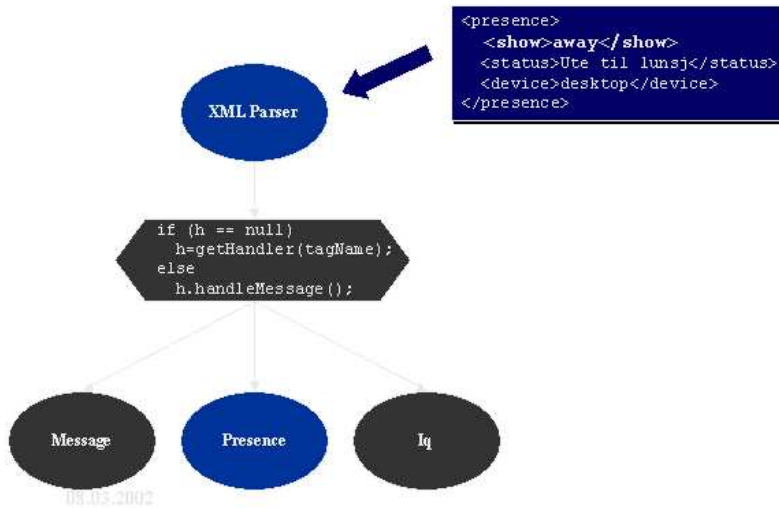 <presence>
<show>away</show>
<status>Ute til lunsj</status>
<device>desktop</device>
</presence>
XML Parser
if (h == null)
h=getHandler(tagName);
else
h.handleMessage();
Message
Presence
Iq
08.03.2002